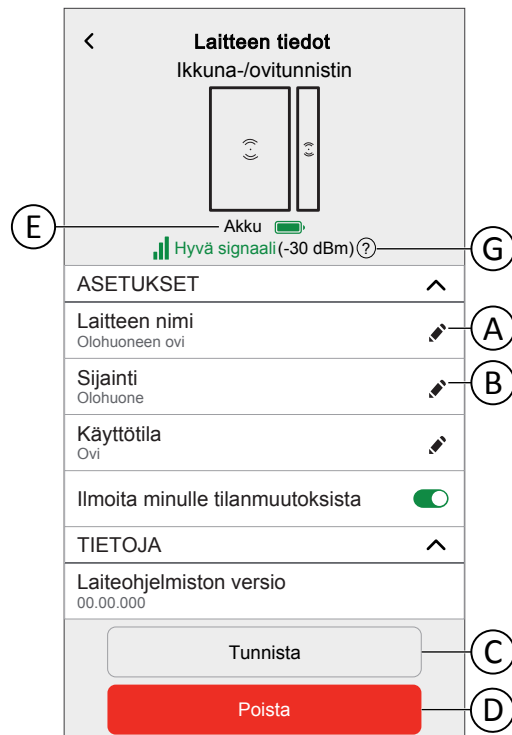 Laitteen tiedot
Ikkuna-/ovitunnistin
E
Akku
Hyvä signaali (-30 dBm) ?
G
ASETUKSET
Laitteen nimi
Olohuoneen ovi
A
Sijainti
Olohuone
B
Käyttötila
Ovi
Ilmoita minulle tilanmuutoksista
TIETOJA
Laiteohjelmiston versio
00.00.000
Tunnista
C
Poista
D